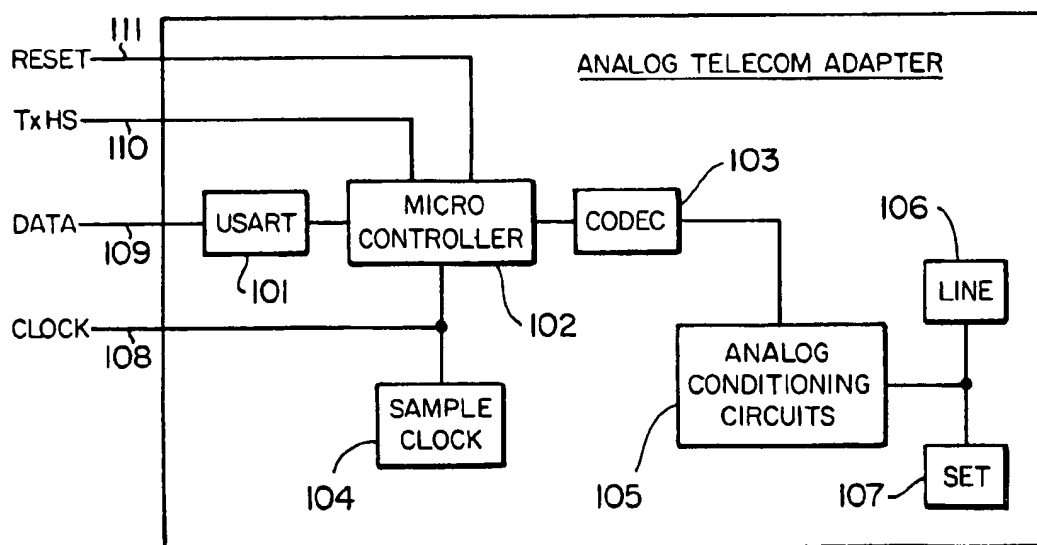 111
RESET
ANALOG TELECOM ADAPTER
TxHS
110
103
MICRO
CONTROLLER
106
DATA
USART
CODEC
109
101
LINE
102
CLOCK
108
ANALOG
CONDITIONING
CIRCUITS
SAMPLE
CLOCK
104
105
SET
107